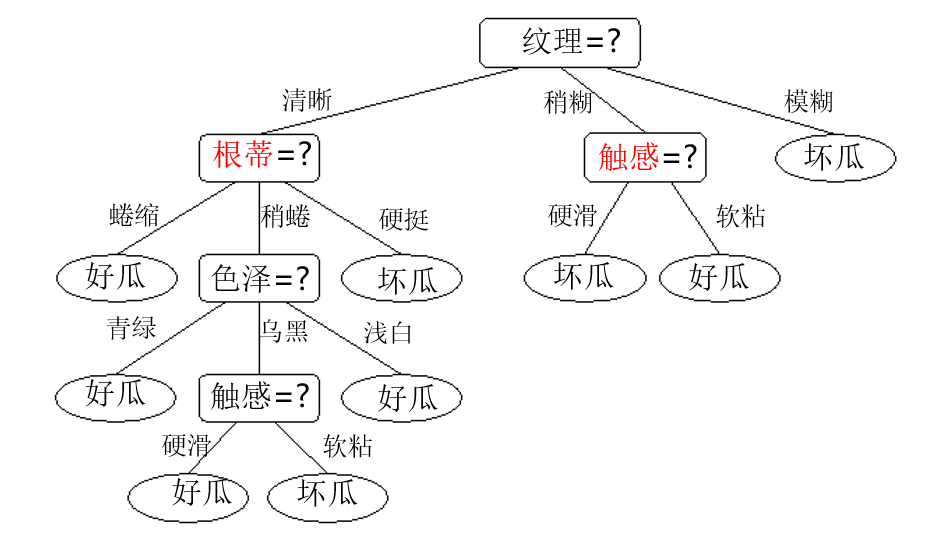 纹理=?
清晰
稍糊
模糊
根蒂=?
触感=?
坏瓜
蜷缩
稍蜷
硬挺
硬滑
软粘
好瓜
色泽=?
坏瓜
坏瓜
好瓜
青绿
乌黑
浅白
好瓜
触感=?
好瓜
硬滑
软粘
好瓜
坏瓜